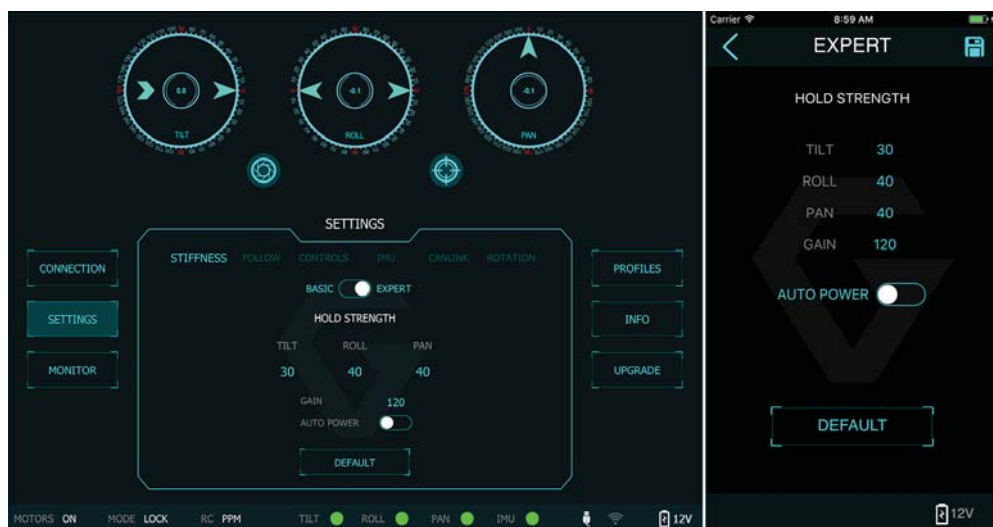 0.0
TILT
-0.1
ROLL
-0.1
PAN
SETTINGS
STIFFNESS FOLLOW CONTROLS IMU CANLINK ROTATION
BASIC EXPERT
HOLD STRENGTH
TILT ROLL PAN
30 40 40
GAIN 120
AUTO POWER
DEFAULT
CONNECTION
SETTINGS
MONITOR
PROFILES
INFO
UPGRADE
MOTORS ON MODE LOCK RC PPM TILT ROLL PAN IMU 12V
Carrier 8:59 AM
EXPERT
HOLD STRENGTH
TILT 30
ROLL 40
PAN 40
GAIN 120
AUTO POWER
DEFAULT
12V